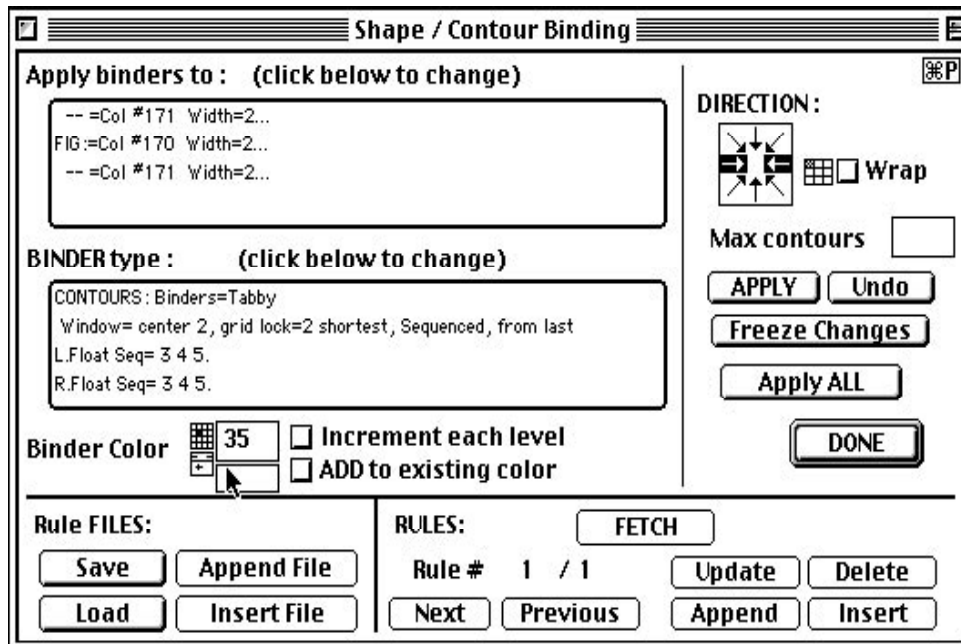 Shape / Contour Binding
Apply binders to : (click below to change)
-- =Col #171 Width=2...
FIG:=Col #170 Width=2...
-- =Col #171 Width=2...
BINDER type : (click below to change)
CONTOURS: Binders=Tabby
Window= center 2, grid lock=2 shortest, Sequenced, from last
L.Float Seq= 3 4 5.
R.Float Seq= 3 4 5.
Binder Color 35 Increment each level
ADD to existing color
⌘P
DIRECTION:
Wrap
Max contours
APPLY Undo
Freeze Changes
Apply ALL
DONE
Rule FILES:
Save Append File
Load Insert File
RULES: FETCH
Rule # 1 / 1 Update Delete
Next Previous Append Insert